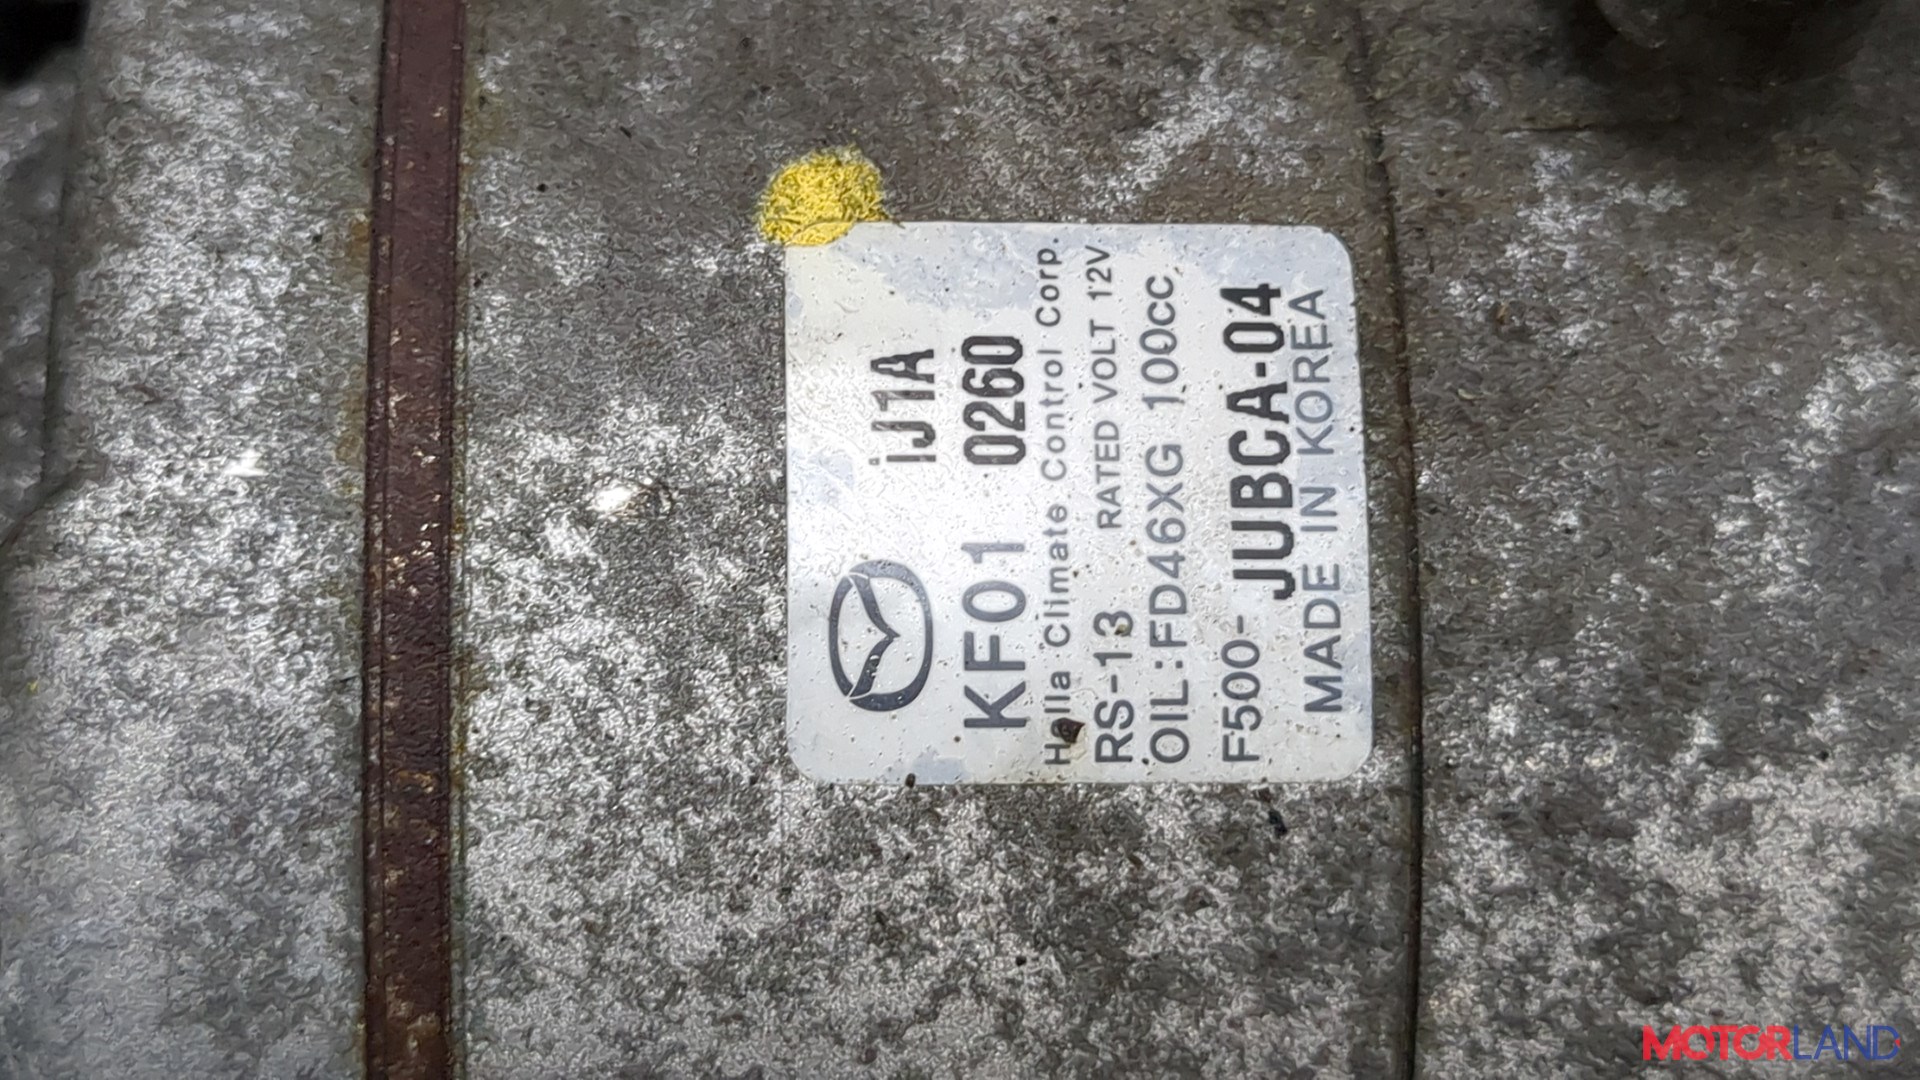 iJ1A
KF01 0260
Halla Climate Control Corp.
RS-13 RATED VOLT 12V
OIL:FD46XG 100cc
F500-JUBCA-04
MADE IN KOREA
MOTORLAND